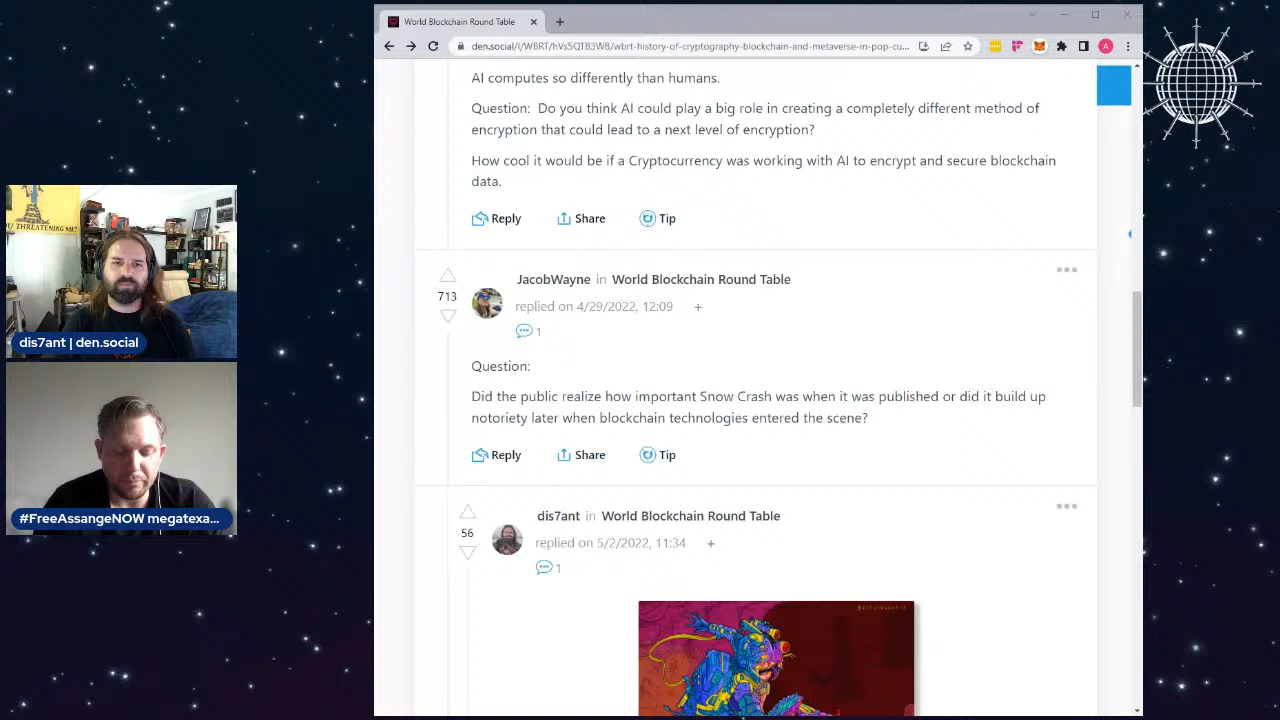 World Blockchain Round Table
den.social/l/WBRT/hVs5QTB3WB/wbrt-history-of-cryptography-blockchain-and-metaverse-in-pop-cu...
A
AI computes so differently than humans.
Question: Do you think AI could play a big role in creating a completely different method of
encryption that could lead to a next level of encryption?
How cool it would be if a Cryptocurrency was working with AI to encrypt and secure blockchain
data.
Reply Share Tip
JacobWayne in World Blockchain Round Table
713
replied on 4/29/2022, 12:09 +
1
Question:
Did the public realize how important Snow Crash was when it was published or did it build up
notoriety later when blockchain technologies entered the scene?
Reply Share Tip
dis7ant in World Blockchain Round Table
56
replied on 5/2/2022, 11:34 +
1
THREATENING ME?
dis7ant | den.social
#FreeAssangeNOW megatexa...